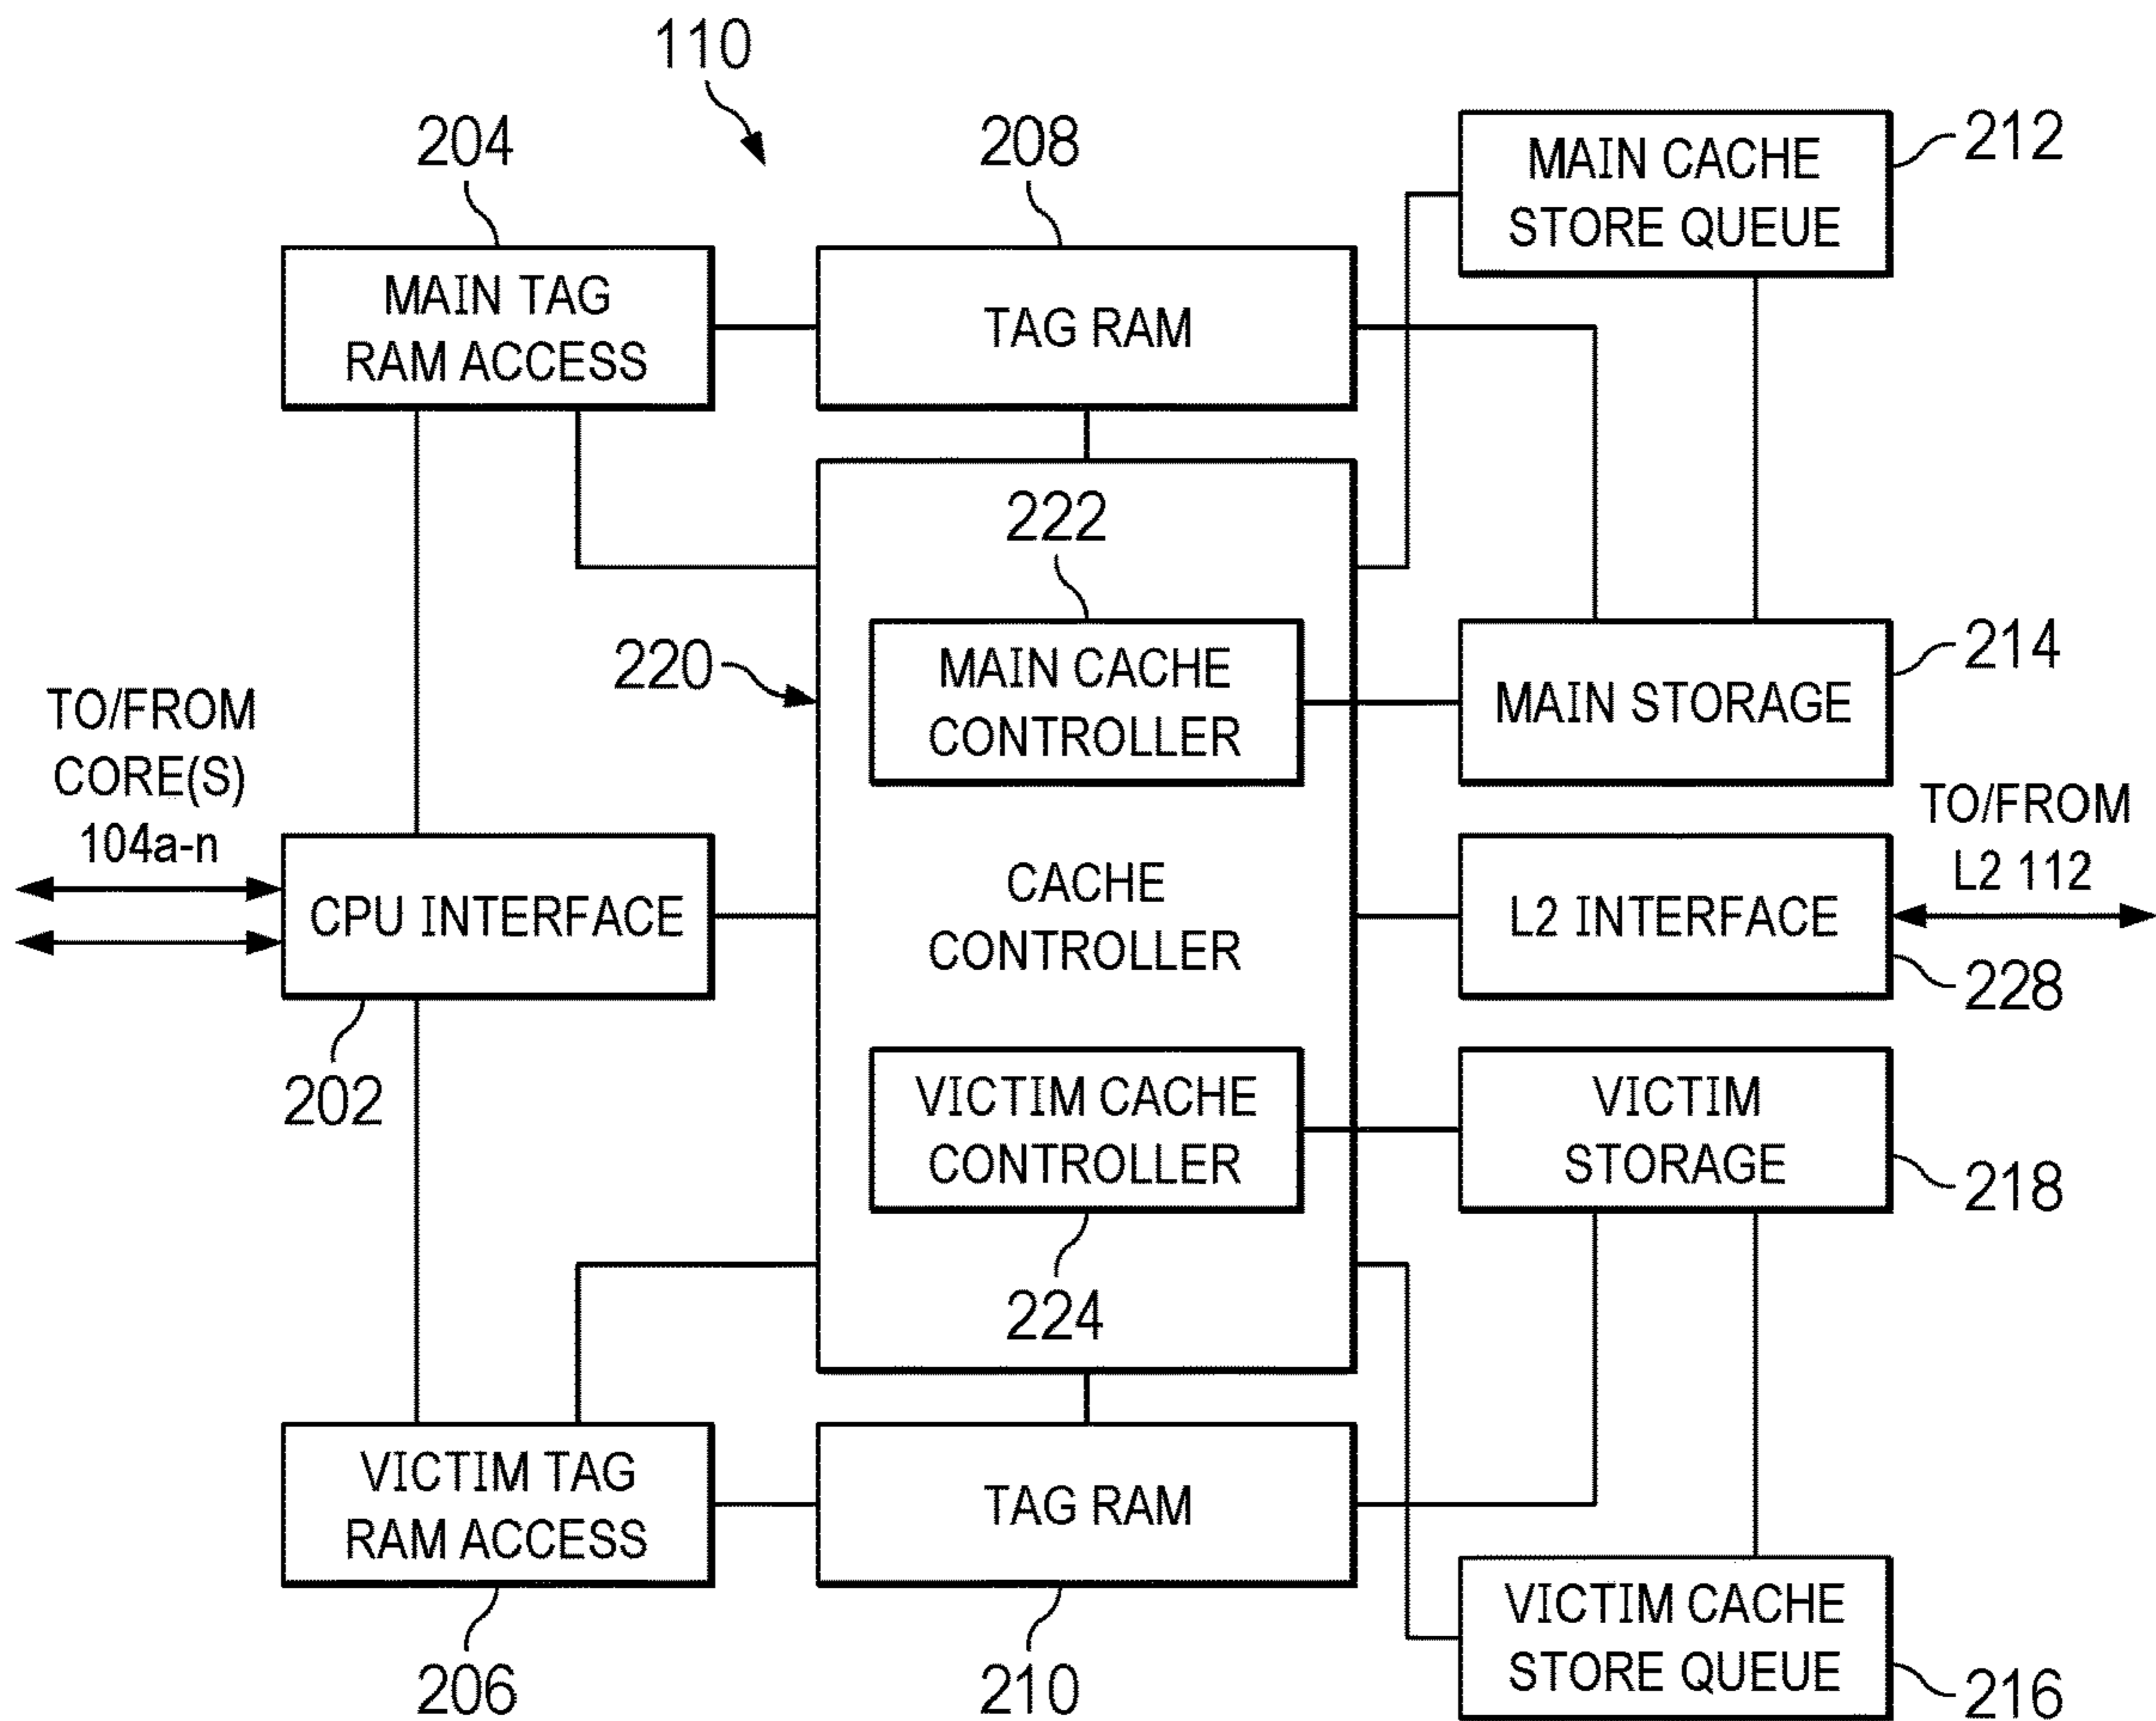 110
204
208
MAIN CACHE
STORE QUEUE
212
MAIN TAG
RAM ACCESS
TAG RAM
222
MAIN CACHE
CONTROLLER
220
MAIN STORAGE
214
TO/FROM
CORE(S)
104a-n
CPU INTERFACE
202
CACHE
CONTROLLER
L2 INTERFACE
228
TO/FROM
L2 112
VICTIM CACHE
CONTROLLER
224
VICTIM
STORAGE
218
VICTIM TAG
RAM ACCESS
206
TAG RAM
210
VICTIM CACHE
STORE QUEUE
216